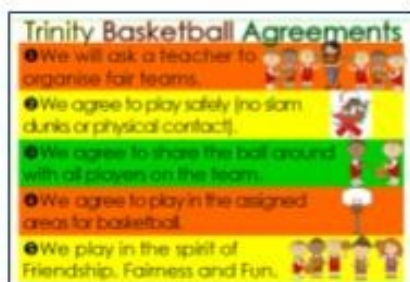 Trinity Basketball Agreements
❶We will ask a teacher to
organise fair teams.
❷We agree to play safely (no slam
dunks or physical contact).
❸We agree to share the ball around
with all players on the team.
❹We agree to play in the assigned
areas for basketball.
❺We play in the spirit of
Friendship, Fairness and Fun.